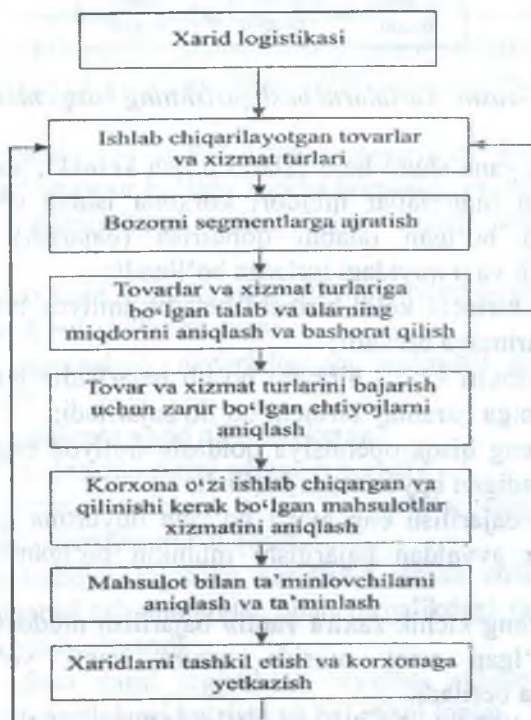 Xarid logistikasi
Ishlab chiqarilayotgan tovarlar
va xizmat turlari
Bozorni segmentlarga ajratish
Tovarlar va xizmat turlariga
bo‘lgan talab va ularning
miqdorini aniqlash va bashorat qilish
Tovar va xizmat turlarini bajarish
uchun zarur bo‘lgan ehtiyojlarni
aniqlash
Korxona o‘zi ishlab chiqargan va
qilinishi kerak bo‘lgan mahsulotlar
xizmatini aniqlash
Mahsulot bilan ta’minlovchilarni
aniqlash va ta’minlash
Xaridlarni tashkil etish va korxonaga
yetkazish